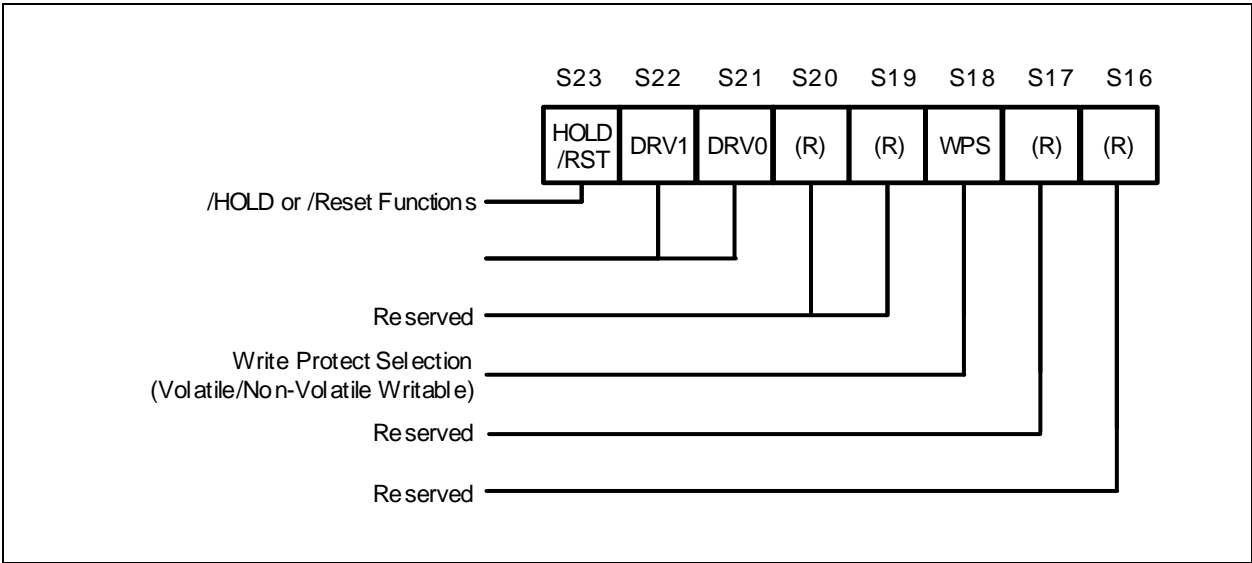 S23 S22 S21 S20 S19 S18 S17 S16
HOLD
/RST DRV1 DRV0 (R) (R) WPS (R) (R)
/HOLD or /Reset Functions
Reserved
Write Protect Selection
(Volatile/Non-Volatile Writable)
Reserved
Reserved